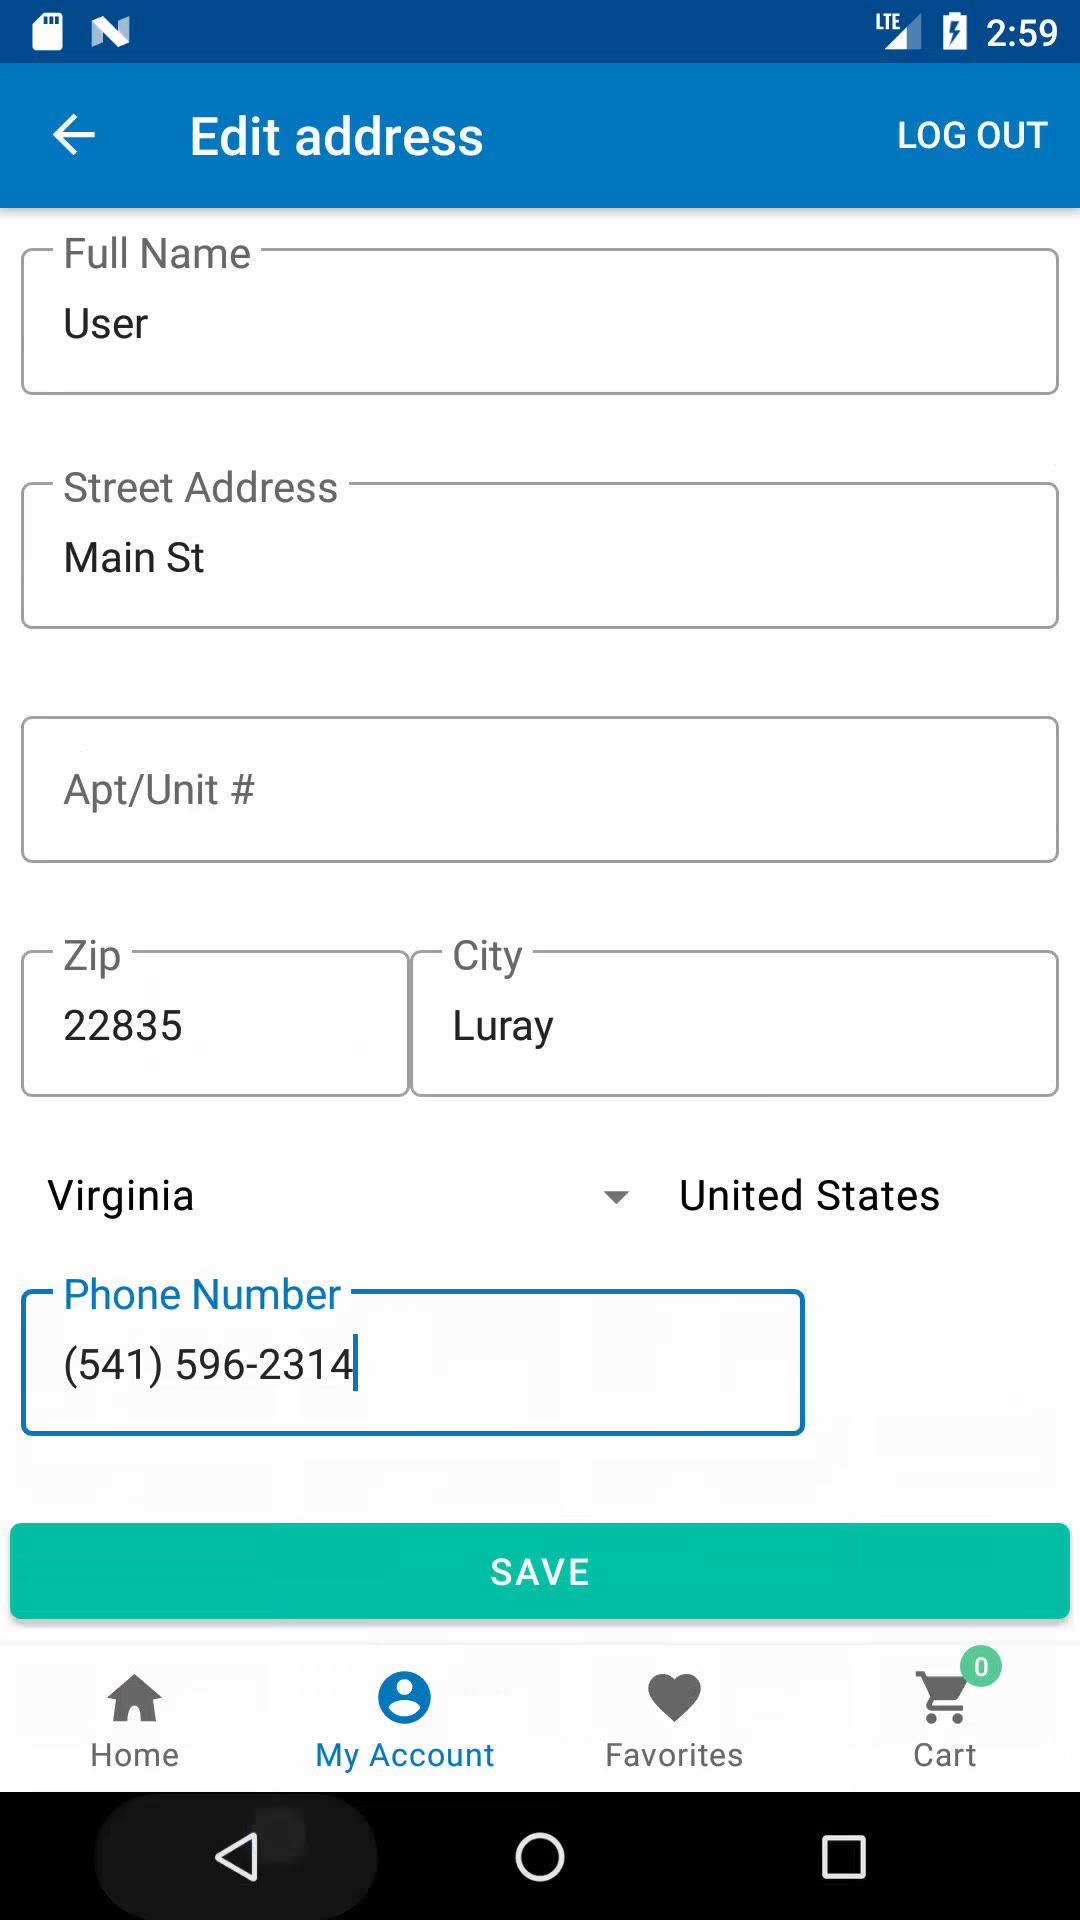 LTE 2:59
Edit address LOG OUT
Full Name
User
Street Address
Main St
Apt/Unit #
Zip City
22835 Luray
Virginia United States
Phone Number
(541) 596-2314
SAVE
0
Home My Account Favorites Cart